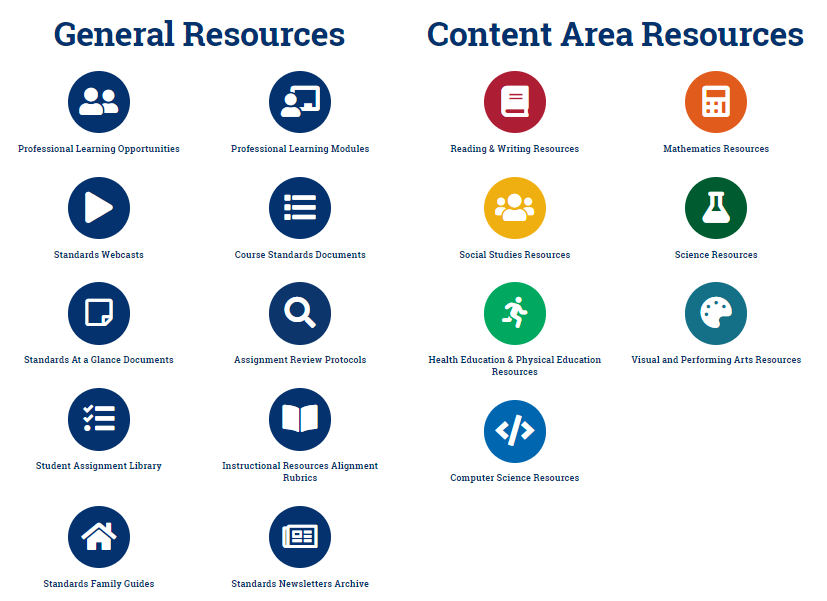 General Resources
Professional Learning Opportunities
Professional Learning Modules
Standards Webcasts
Course Standards Documents
Standards At a Glance Documents
Assignment Review Protocols
Student Assignment Library
Instructional Resources Alignment
Rubrics
Standards Family Guides
Standards Newsletters Archive
Content Area Resources
Reading & Writing Resources
Mathematics Resources
Social Studies Resources
Science Resources
Health Education & Physical Education
Resources
Visual and Performing Arts Resources
Computer Science Resources